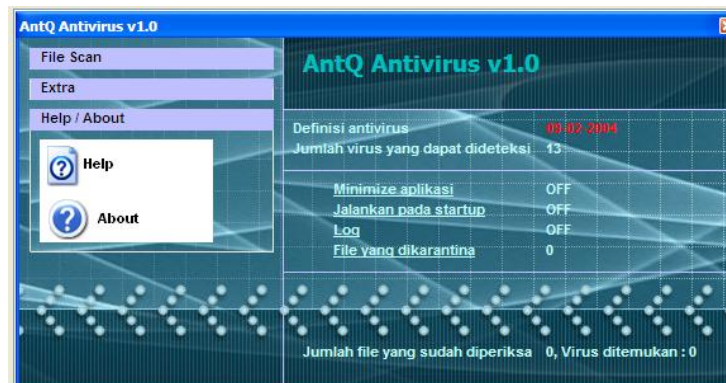 AntQ Antivirus v1.0
File Scan
Extra
Help / About
Help
About
AntQ Antivirus v1.0
Definisi antivirus 09-02-2004
Jumlah virus yang dapat dideteksi 13
Minimize aplikasi OFF
Jalankan pada startup OFF
Log OFF
File yang dikarantina 0
Jumlah file yang sudah diperiksa 0, Virus ditemukan : 0